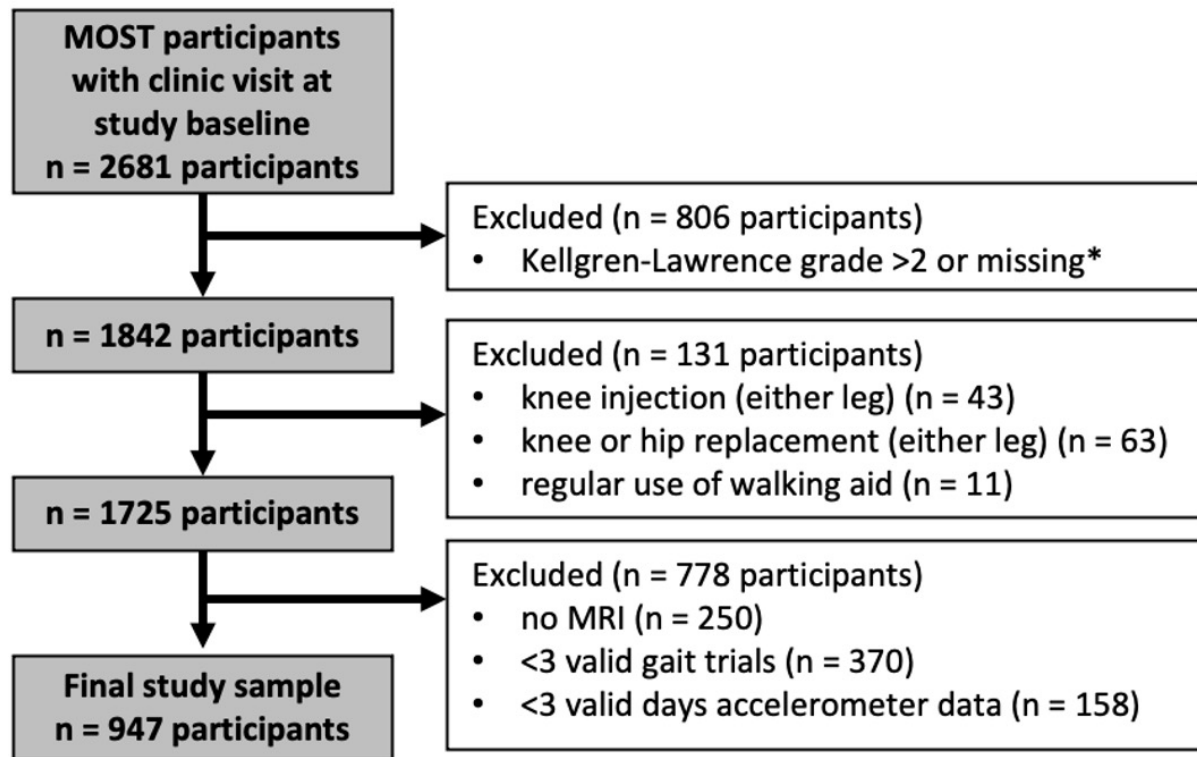 MOST participants
with clinic visit at
study baseline
n = 2681 participants
Excluded (n = 806 participants)
• Kellgren-Lawrence grade >2 or missing*
n = 1842 participants
Excluded (n = 131 participants)
• knee injection (either leg) (n = 43)
• knee or hip replacement (either leg) (n = 63)
• regular use of walking aid (n = 11)
n = 1725 participants
Excluded (n = 778 participants)
• no MRI (n = 250)
• <3 valid gait trials (n = 370)
• <3 valid days accelerometer data (n = 158)
Final study sample
n = 947 participants